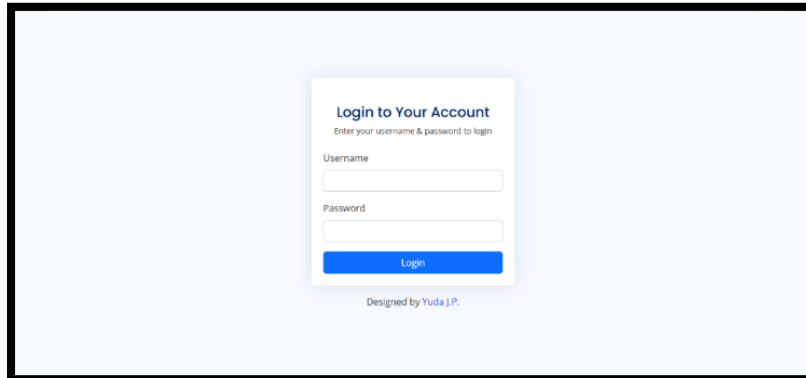 Login to Your Account
Enter your username & password to login
Username
Password
Login
Designed by Yuda J.P.